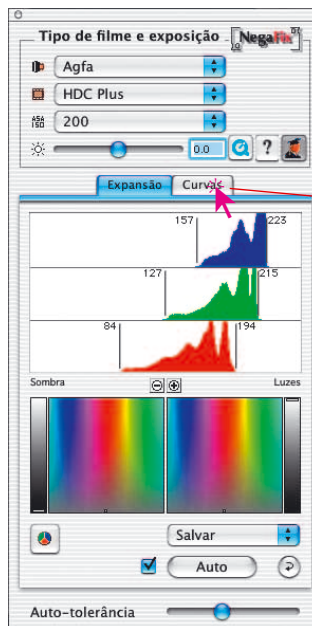 Tipo de filme e exposição NegaFix
Agfa
HDC Plus
ASA
ISO
200
0.0 ?
Expansão Curvas
157 223
127 215
84 194
Sombra Luzes
Salvar
Auto
Auto-tolerância